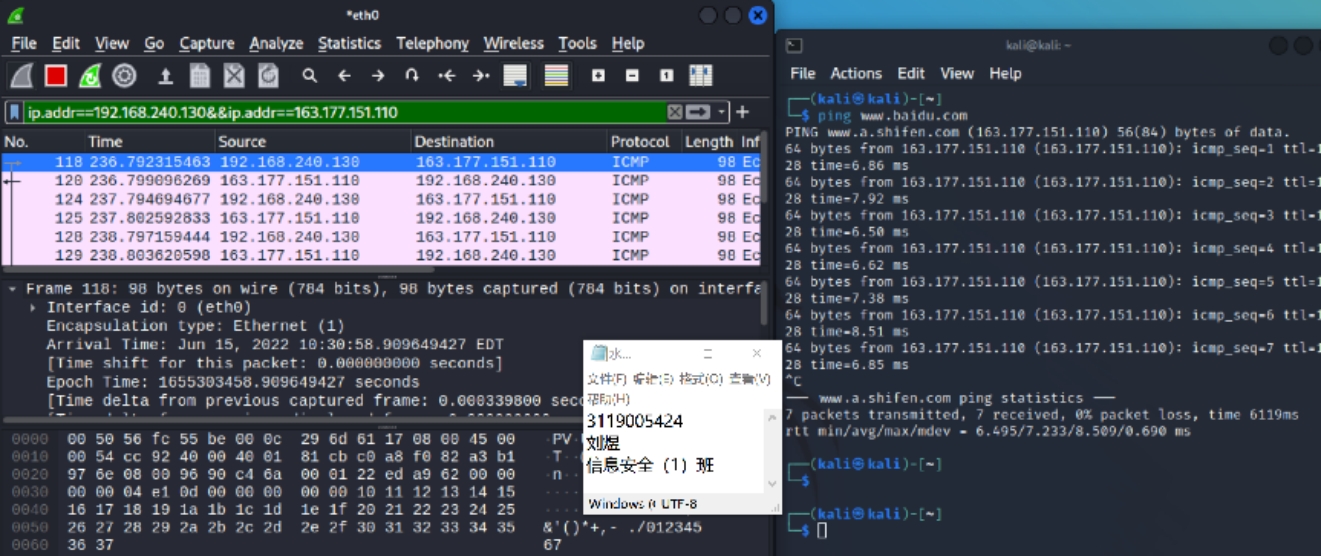 *eth0
File Edit View Go Capture Analyze Statistics Telephony Wireless Tools Help
ip.addr==192.168.240.130&&ip.addr==163.177.151.110
No. Time Source Destination Protocol Length Inf
118 236.792315463 192.168.240.130 163.177.151.110 ICMP 98 Ec
120 236.799096269 163.177.151.110 192.168.240.130 ICMP 98 Ec
124 237.794694677 192.168.240.130 163.177.151.110 ICMP 98 Ec
125 237.802592833 163.177.151.110 192.168.240.130 ICMP 98 Ec
128 238.797159444 192.168.240.130 163.177.151.110 ICMP 98 Ec
129 238.803620598 163.177.151.110 192.168.240.130 ICMP 98 Ec
Frame 118: 98 bytes on wire (784 bits), 98 bytes captured (784 bits) on interfa
Interface id: 0 (eth0)
Encapsulation type: Ethernet (1)
Arrival Time: Jun 15, 2022 10:30:58.909649427 EDT
[Time shift for this packet: 0.000000000 seconds]
Epoch Time: 1655303458.909649427 seconds
[Time delta from previous captured frame: 0.000339800 sec
0000 00 50 56 fc 55 be 00 0c 29 6d 61 17 08 00 45 00 ·PV·
0010 00 54 cc 92 40 00 40 01 81 cb c0 a8 f0 82 a3 b1 ·T··
0020 97 6e 08 00 96 90 c4 6a 00 01 22 ed a9 62 00 00 ·n··
0030 00 00 04 e1 0d 00 00 00 00 00 10 11 12 13 14 15 ····
0040 16 17 18 19 1a 1b 1c 1d 1e 1f 20 21 22 23 24 25
0050 26 27 28 29 2a 2b 2c 2d 2e 2f 30 31 32 33 34 35 &'()*+,- ./012345
0060 36 37 67
水...
文件(F) 编辑(E) 格式(O) 查看(V)
帮助(H)
3119005424
刘煜
信息安全（1）班
Windows (( UTF-8
kali@kali: ~
File Actions Edit View Help
(kali㉿kali)-[~]
$ ping www.baidu.com
PING www.a.shifen.com (163.177.151.110) 56(84) bytes of data.
64 bytes from 163.177.151.110 (163.177.151.110): icmp_seq=1 ttl=1
28 time=6.86 ms
64 bytes from 163.177.151.110 (163.177.151.110): icmp_seq=2 ttl=1
28 time=7.92 ms
64 bytes from 163.177.151.110 (163.177.151.110): icmp_seq=3 ttl=1
28 time=6.50 ms
64 bytes from 163.177.151.110 (163.177.151.110): icmp_seq=4 ttl=1
28 time=6.62 ms
64 bytes from 163.177.151.110 (163.177.151.110): icmp_seq=5 ttl=1
28 time=7.38 ms
64 bytes from 163.177.151.110 (163.177.151.110): icmp_seq=6 ttl=1
28 time=8.51 ms
64 bytes from 163.177.151.110 (163.177.151.110): icmp_seq=7 ttl=1
28 time=6.85 ms
^C
— www.a.shifen.com ping statistics —
7 packets transmitted, 7 received, 0% packet loss, time 6119ms
rtt min/avg/max/mdev = 6.495/7.233/8.509/0.690 ms
(kali㉿kali)-[~]
$
(kali㉿kali)-[~]
$